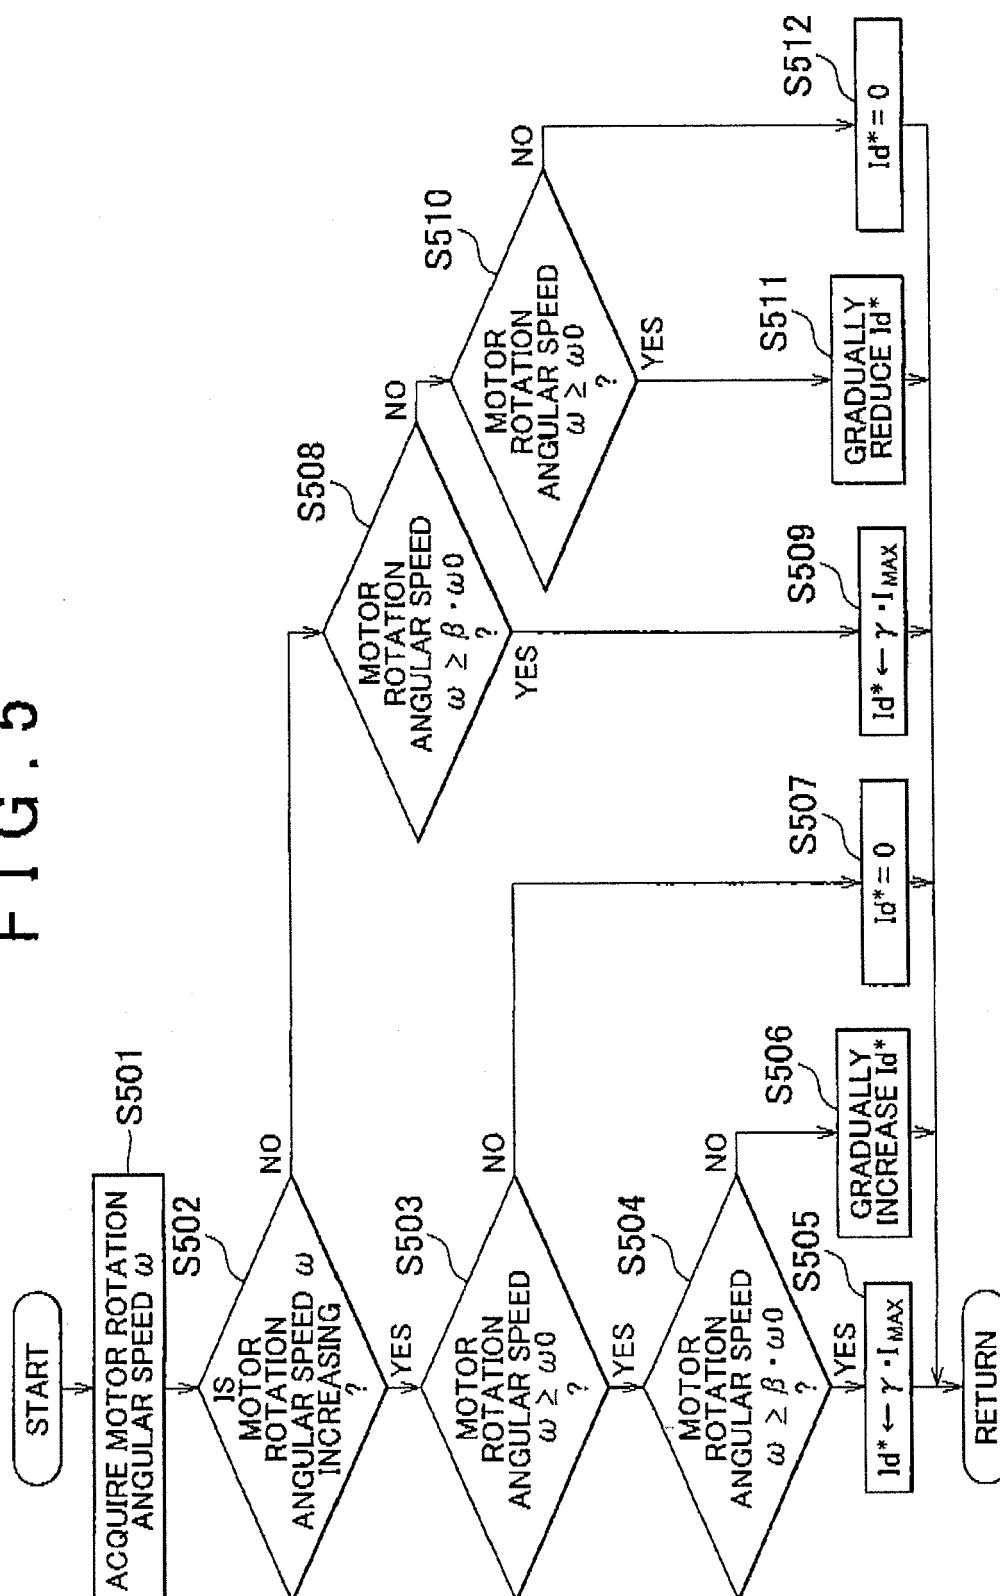 FIG. 5
START
S501
ACQUIRE MOTOR ROTATION
ANGULAR SPEED ω
S502
IS
MOTOR
ROTATION
ANGULAR SPEED ω
INCREASING
?
NO
YES
S503
MOTOR
ROTATION
ANGULAR SPEED
ω ≥ ω0
?
NO
YES
S504
MOTOR
ROTATION
ANGULAR SPEED
ω ≥ β・ω0
?
NO
YES
S505
Id* ← γ・IMAX
S506
GRADUALLY
INCREASE Id*
S507
Id* = 0
S508
MOTOR
ROTATION
ANGULAR SPEED
ω ≥ β・ω0
?
NO
YES
S509
Id* ← γ・IMAX
S510
MOTOR
ROTATION
ANGULAR SPEED
ω ≥ ω0
?
NO
YES
S511
GRADUALLY
REDUCE Id*
S512
Id* = 0
RETURN